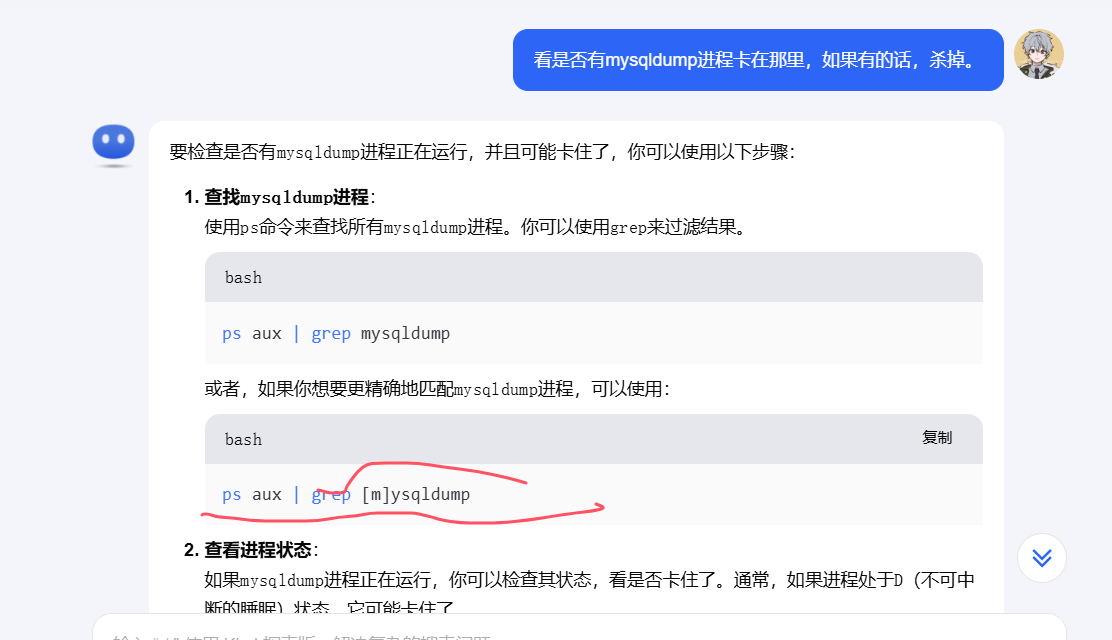 看是否有mysqldump进程卡在那里，如果有的话，杀掉。
要检查是否有mysqldump进程正在运行，并且可能卡住了，你可以使用以下步骤：
1. 查找mysqldump进程：
使用ps命令来查找所有mysqldump进程。你可以使用grep来过滤结果。
bash
ps aux | grep mysqldump
或者，如果你想要更精确地匹配mysqldump进程，可以使用：
bash
复制
ps aux | grep [m]ysqldump
2. 查看进程状态：
如果mysqldump进程正在运行，你可以检查其状态，看是否卡住了。通常，如果进程处于D（不可中
断的睡眠）状态，它可能卡住了